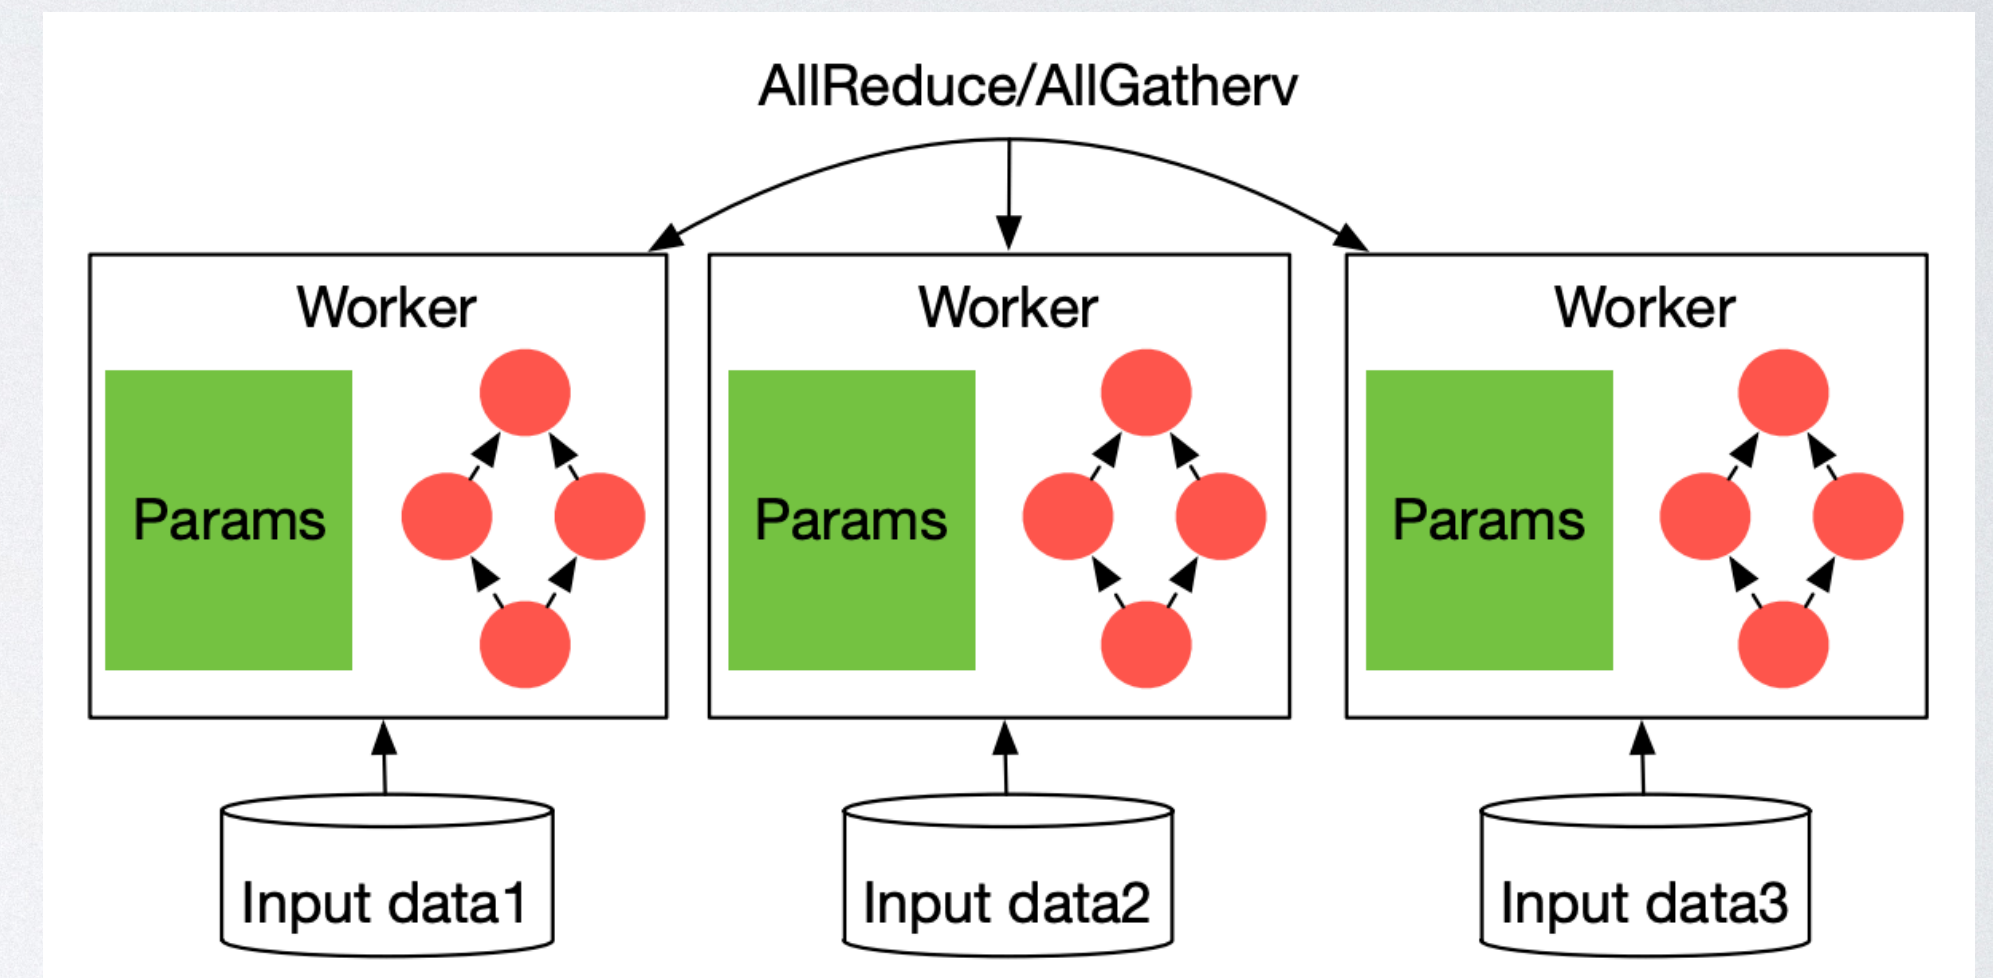 AllReduce/AllGatherv
Worker
Worker
Worker
Params
Params
Params
Input data1
Input data2
Input data3